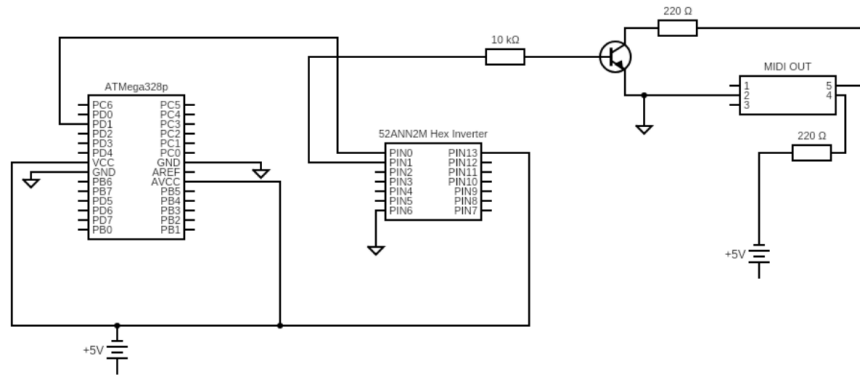 220 Ω
10 kΩ
MIDI OUT
1 5
2 4
3
ATMega328p
PC6 PC5
PD0 PC4
PD1 PC3
PD2 PC2
PD3 PC1
PD4 PC0
VCC GND
GND AREF
PB6 AVCC
PB7 PB5
PD5 PB4
PD6 PB3
PD7 PB2
PB0 PB1
52ANN2M Hex Inverter
PIN0 PIN13
PIN1 PIN12
PIN2 PIN11
PIN3 PIN10
PIN4 PIN9
PIN5 PIN8
PIN6 PIN7
220 Ω
+5V
+5V